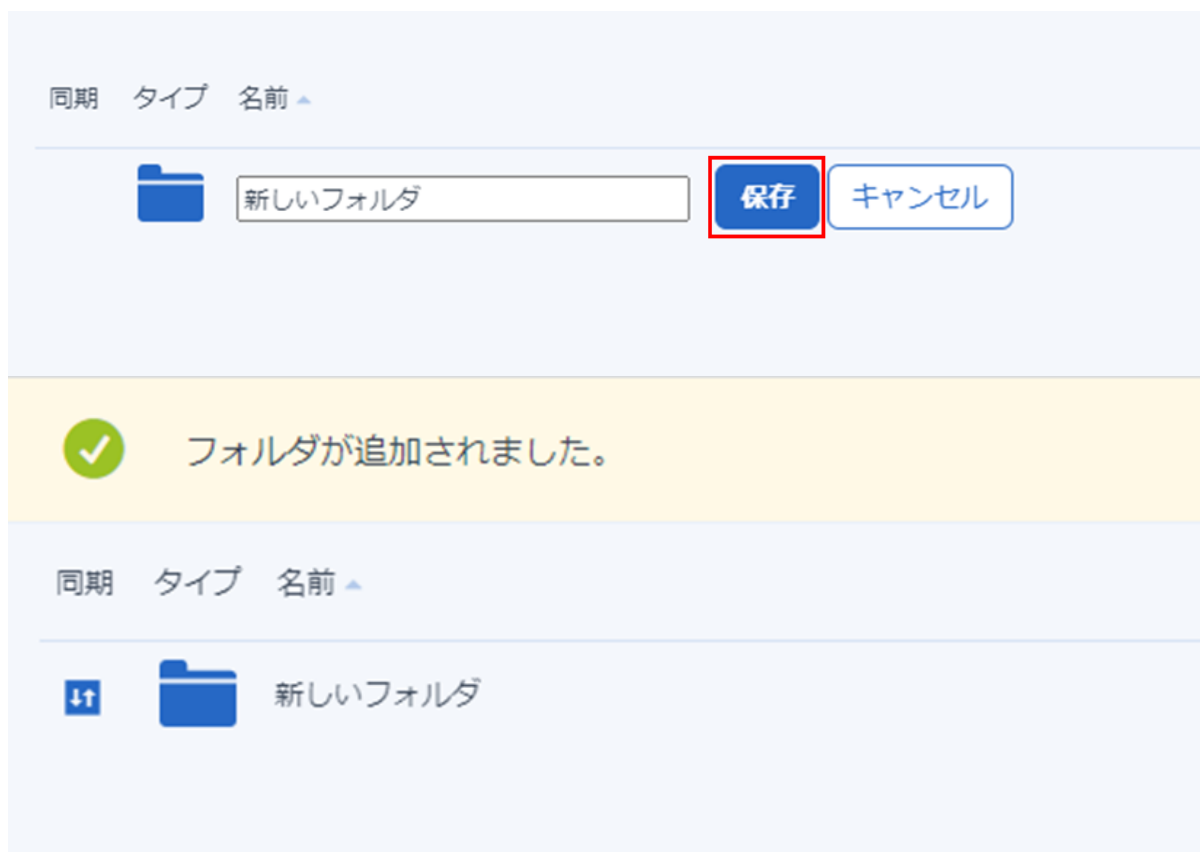 同期 タイプ 名前
新しいフォルダ 保存 キャンセル
フォルダが追加されました。
同期 タイプ 名前
新しいフォルダ